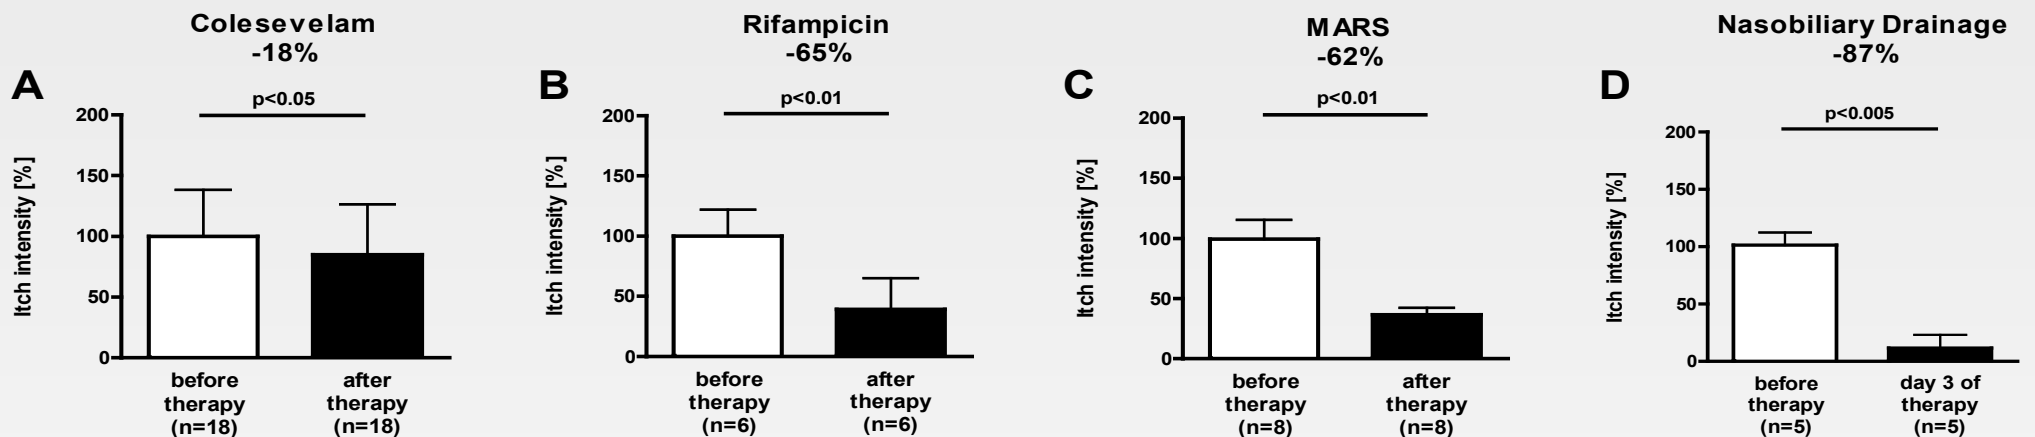 Colesevelam
-18%
A
p<0.05
200
150
100
50
0
Itch intensity [%]
before
therapy
(n=18)
after
therapy
(n=18)
Rifampicin
-65%
B
p<0.01
200
150
100
50
0
Itch intensity [%]
before
therapy
(n=6)
after
therapy
(n=6)
MARS
-62%
C
p<0.01
200
150
100
50
0
Itch intensity [%]
before
therapy
(n=8)
after
therapy
(n=8)
Nasobiliary Drainage
-87%
D
p<0.005
200
150
100
50
0
Itch intensity [%]
before
therapy
(n=5)
day 3 of
therapy
(n=5)